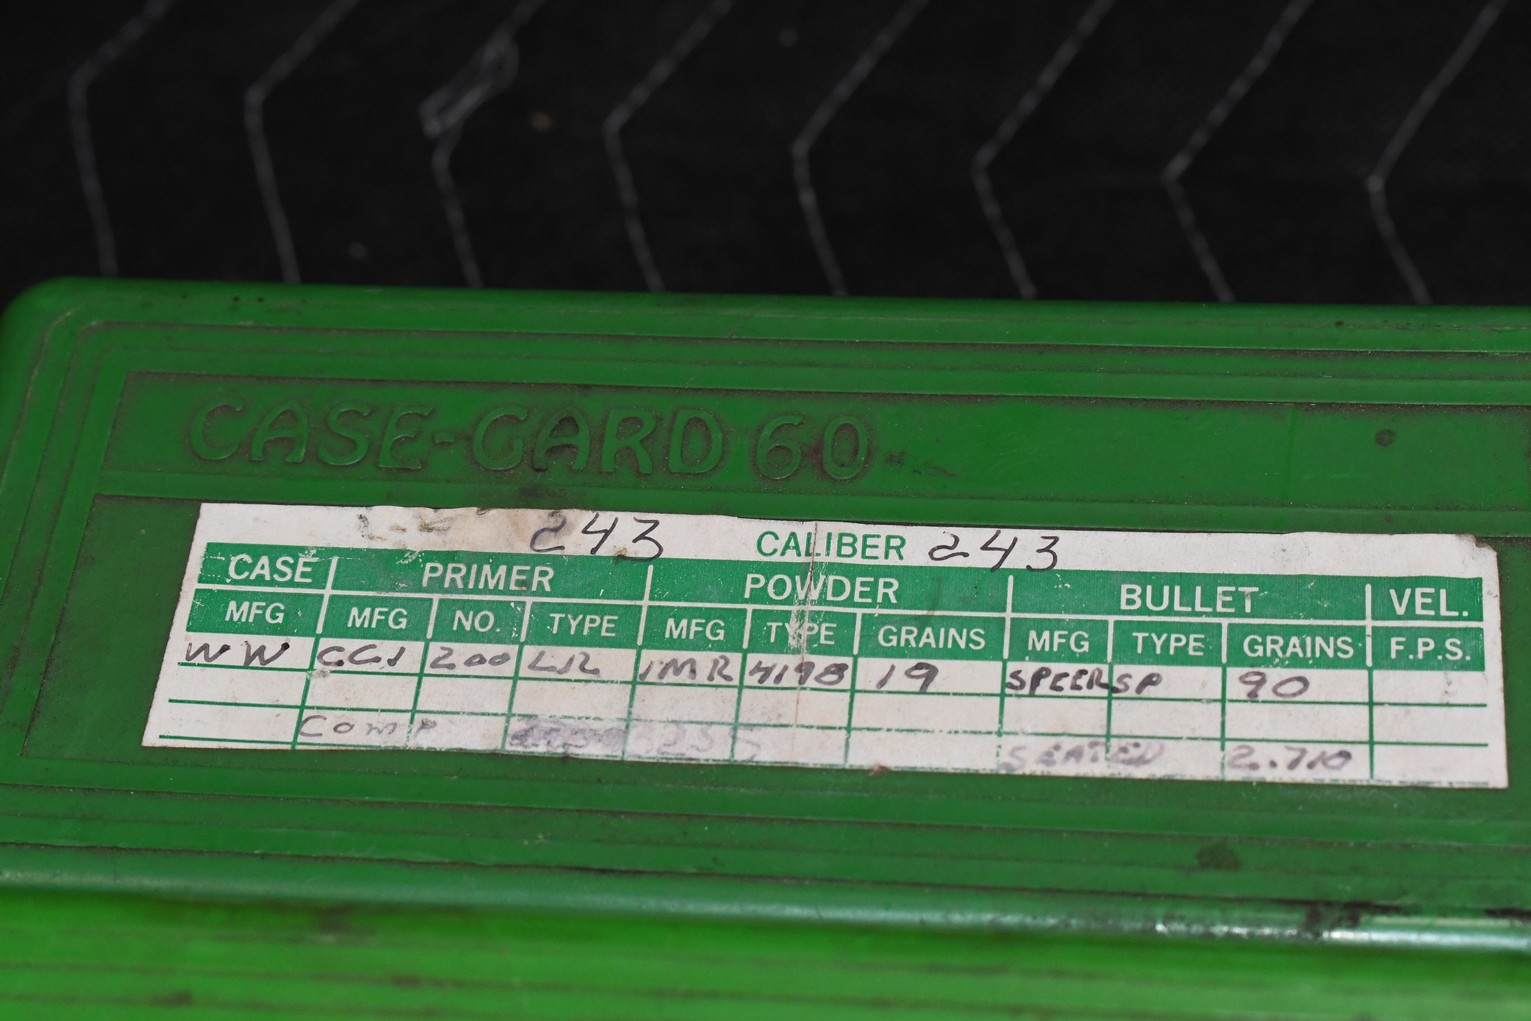 CASE-GARD 60
243 CALIBER 243
CASE PRIMER POWDER BULLET VEL.
MFG MFG NO. TYPE MFG TYPE GRAINS MFG TYPE GRAINS F.P.S.
WW CCI 200 LR IMR 4198 19 SPEER SP 90
COMP SEATED 2.710